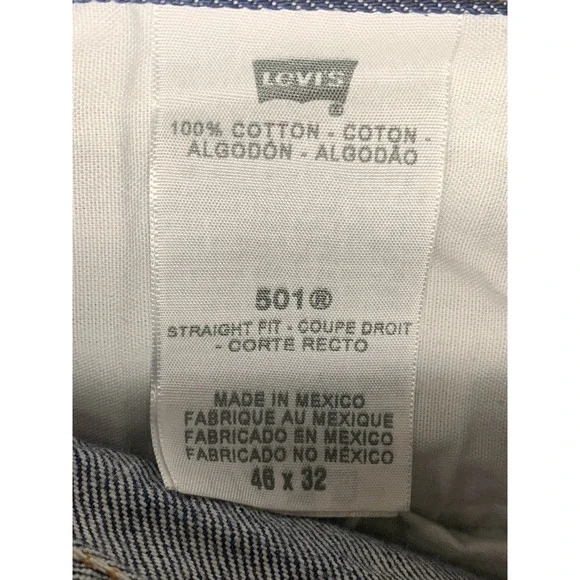 LEVI'S
100% COTTON - COTON -
ALGODÓN - ALGODÃO
501®
STRAIGHT FIT - COUPE DROIT
- CORTE RECTO
MADE IN MEXICO
FABRIQUE AU MEXIQUE
FABRICADO EN MÉXICO
FABRICADO NO MÉXICO
46 x 32